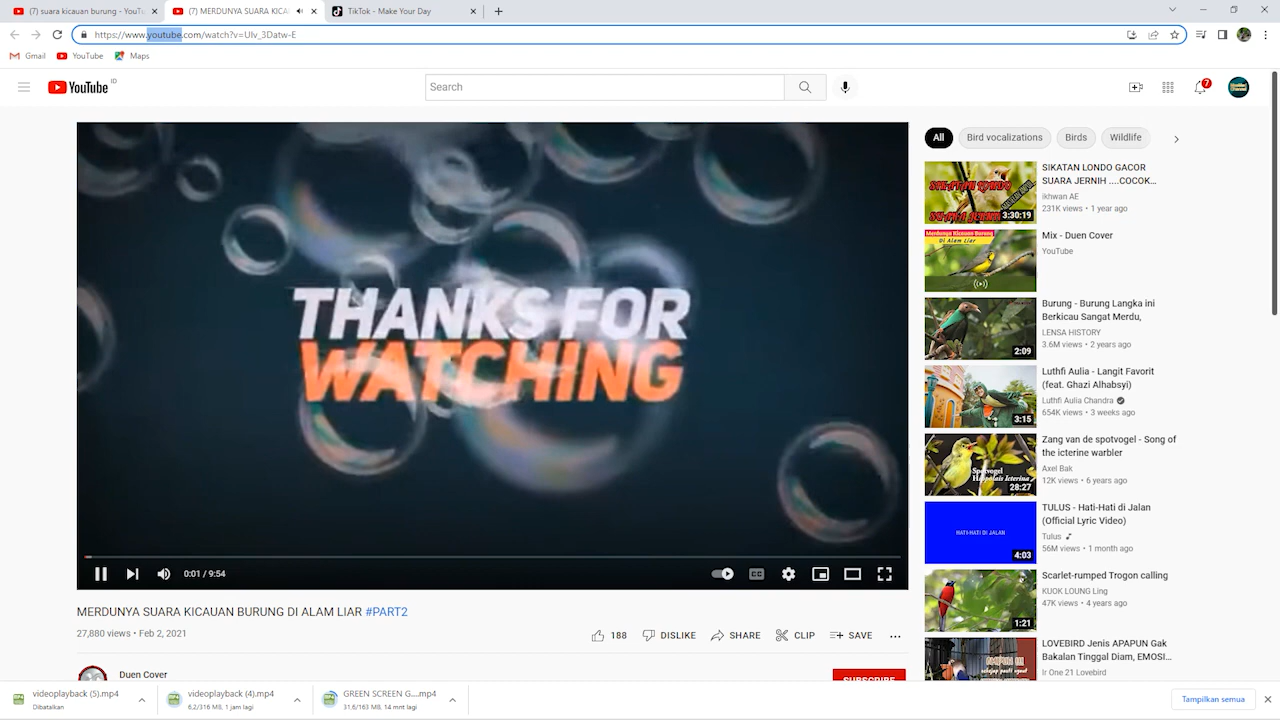 (7) suara kicauan burung - YouTu
(7) MERDUNYA SUARA KICA
TikTok - Make Your Day
https://www.youtube.com/watch?v=Ulv_3Datw-E
Gmail
YouTube
Maps
YouTube ID
Search
7
THANKS FOR
WATCHING
0:01 / 9:54
MERDUNYA SUARA KICAUAN BURUNG DI ALAM LIAR #PART2
27,880 views • Feb 2, 2021
188
DISLIKE
SHARE
CLIP
SAVE
Duen Cover
SUBSCRIBE
All
Bird vocalizations
Birds
Wildlife
SIKATAN LONDO
SUARA JERNIH
3:30:19
SIKATAN LONDO GACOR
SUARA JERNIH ....COCOK...
ikhwan AE
231K views • 1 year ago
Merdunya Kicauan Burung
Di Alam Liar
Mix - Duen Cover
YouTube
2:09
Burung - Burung Langka ini
Berkicau Sangat Merdu,
LENSA HISTORY
3.6M views • 2 years ago
3:15
Luthfi Aulia - Langit Favorit
(feat. Ghazi Alhabsyi)
Luthfi Aulia Chandra
654K views • 3 weeks ago
Spotvogel
Hippolais Icterina
28:27
Zang van de spotvogel - Song of
the icterine warbler
Axel Bak
12K views • 6 years ago
HATI-HATI DI JALAN
4:03
TULUS - Hati-Hati di Jalan
(Official Lyric Video)
Tulus
56M views • 1 month ago
1:21
Scarlet-rumped Trogon calling
KUOK LOUNG Ling
47K views • 4 years ago
LOVEBIRD Jenis APAPUN Gak
Bakalan Tinggal Diam, EMOSI...
Ir One 21 Lovebird
videoplayback (5).mp4
Dibatalkan
videoplayback (4).mp4
6,2/316 MB, 1 jam lagi
GREEN SCREEN G....mp4
31.6/163 MB, 14 mnt lagi
Tampilkan semua